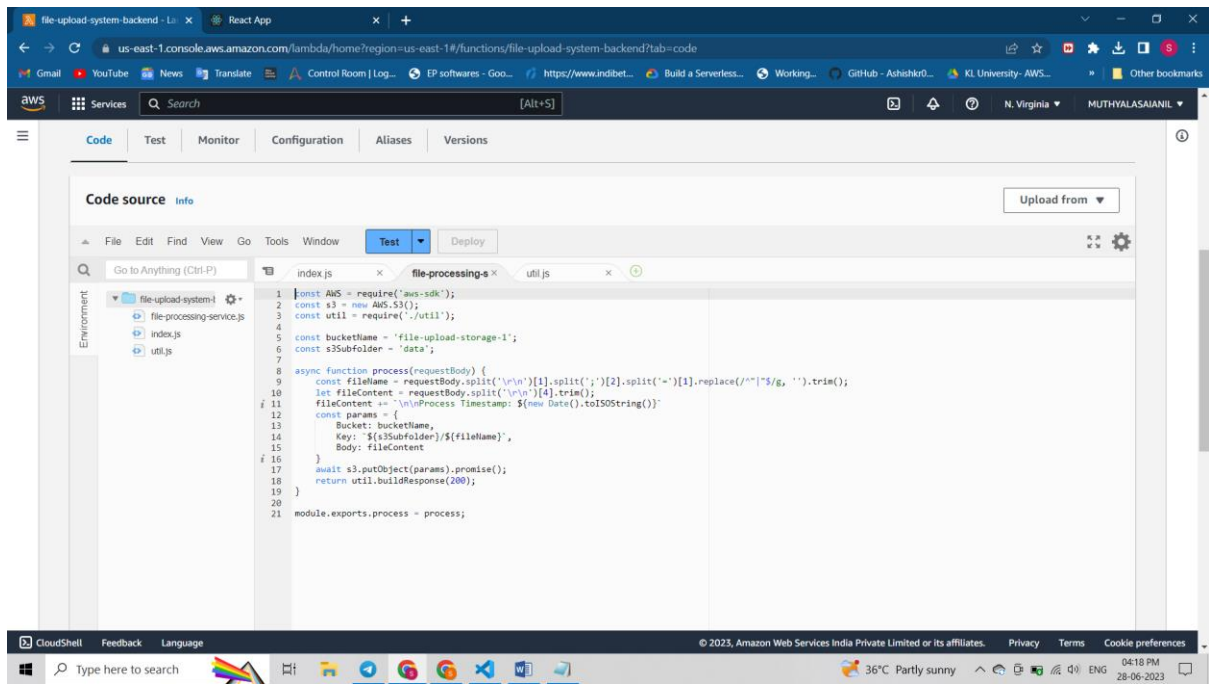 file-upload-system-backend - La
React App
us-east-1.console.aws.amazon.com/lambda/home?region=us-east-1#/functions/file-upload-system-backend?tab=code
S
Gmail YouTube News Translate Control Room | Log... EP softwares - Goo... https://www.indibet... Build a Serverless... Working... GitHub - Ashishkr0... KL University- AWS... » Other bookmarks
aws Services Search [Alt+S] N. Virginia ▼ MUTHYALASAIANIL ▼
Code Test Monitor Configuration Aliases Versions
Code source Info Upload from ▼
File Edit Find View Go Tools Window Test Deploy
Go to Anything (Ctrl-P) index.js file-processing-s util.js
Environment
file-upload-system-l
file-processing-service.js
index.js
util.js
1 const AWS = require('aws-sdk');
2 const s3 = new AWS.S3();
3 const util = require('./util');
4
5 const bucketName = 'file-upload-storage-1';
6 const s3Subfolder = 'data';
7
8 async function process(requestBody) {
9 const fileName = requestBody.split('\r\n')[1].split(';')[2].split('=')[1].replace(/^"|"$/g, '').trim();
10 let fileContent = requestBody.split('\r\n')[4].trim();
i 11 fileContent += `\n\nProcess Timestamp: ${new Date().toISOString()}`
12 const params = {
13 Bucket: bucketName,
14 Key: `${s3Subfolder}/${fileName}`,
15 Body: fileContent
i 16 }
17 await s3.putObject(params).promise();
18 return util.buildResponse(200);
19 }
20
21 module.exports.process = process;
CloudShell Feedback Language © 2023, Amazon Web Services India Private Limited or its affiliates. Privacy Terms Cookie preferences
Type here to search 36°C Partly sunny ENG 04:18 PM
28-06-2023